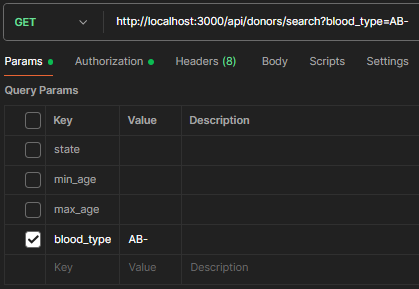 GET http://localhost:3000/api/donors/search?blood_type=AB-
Params Authorization Headers (8) Body Scripts Settings
Query Params
Key Value Description
state
min_age
max_age
blood_type AB-
Key Value Description